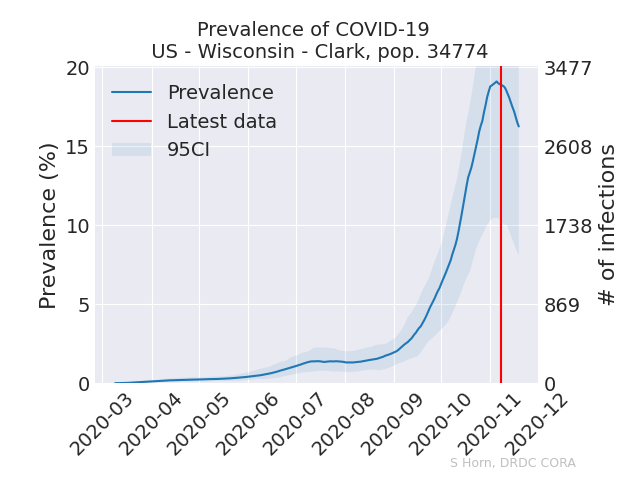 Prevalence of COVID-19
US - Wisconsin - Clark, pop. 34774
Prevalence (%)
20
15
10
5
0
Prevalence
Latest data
95CI
3477
2608
1738
869
0
# of infections
2020-03
2020-04
2020-05
2020-06
2020-07
2020-08
2020-09
2020-10
2020-11
2020-12
S Horn, DRDC CORA